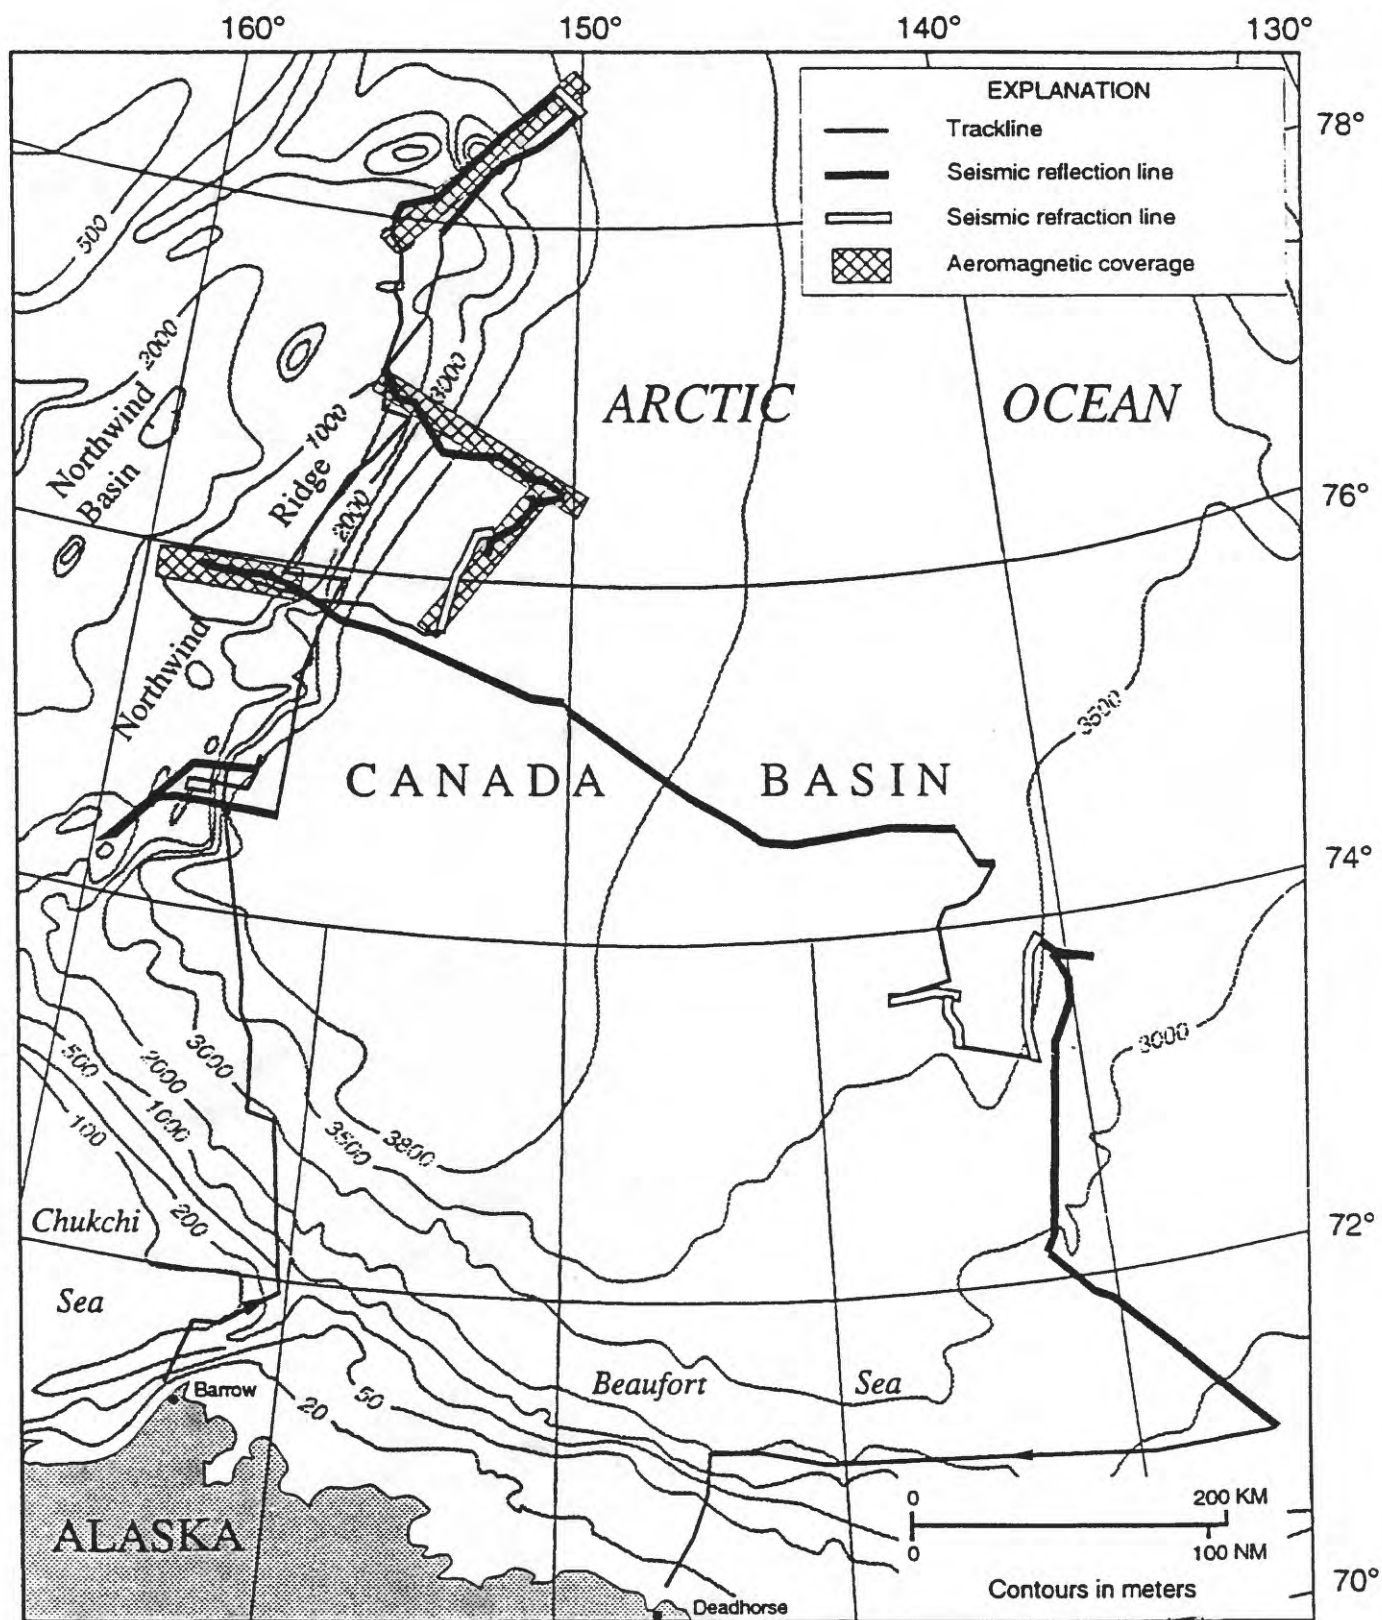 160°
150°
140°
130°
EXPLANATION
Trackline
Seismic reflection line
Seismic refraction line
Aeromagnetic coverage
78°
500
2000
3000
ARCTIC
OCEAN
1000
Northwind
Basin
Ridge
2000
76°
Northwind
3500
CANADA
BASIN
74°
3000
3000
2000
500
1000
100
3500
3800
Chukchi
200
72°
Sea
Barrow
20
50
Beaufort
Sea
0
200 KM
ALASKA
0
100 NM
Contours in meters
70°
Deadhorse